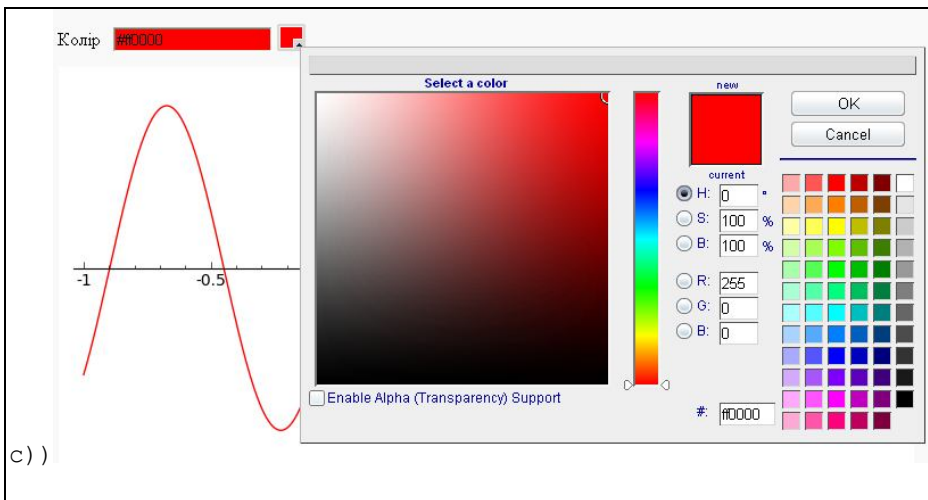 Колір #ff0000
Select a color
new
OK
Cancel
current
H: 0 °
S: 100 %
B: 100 %
R: 255
G: 0
B: 0
-1 -0.5
Enable Alpha (Transparency) Support
#: ff0000
c))